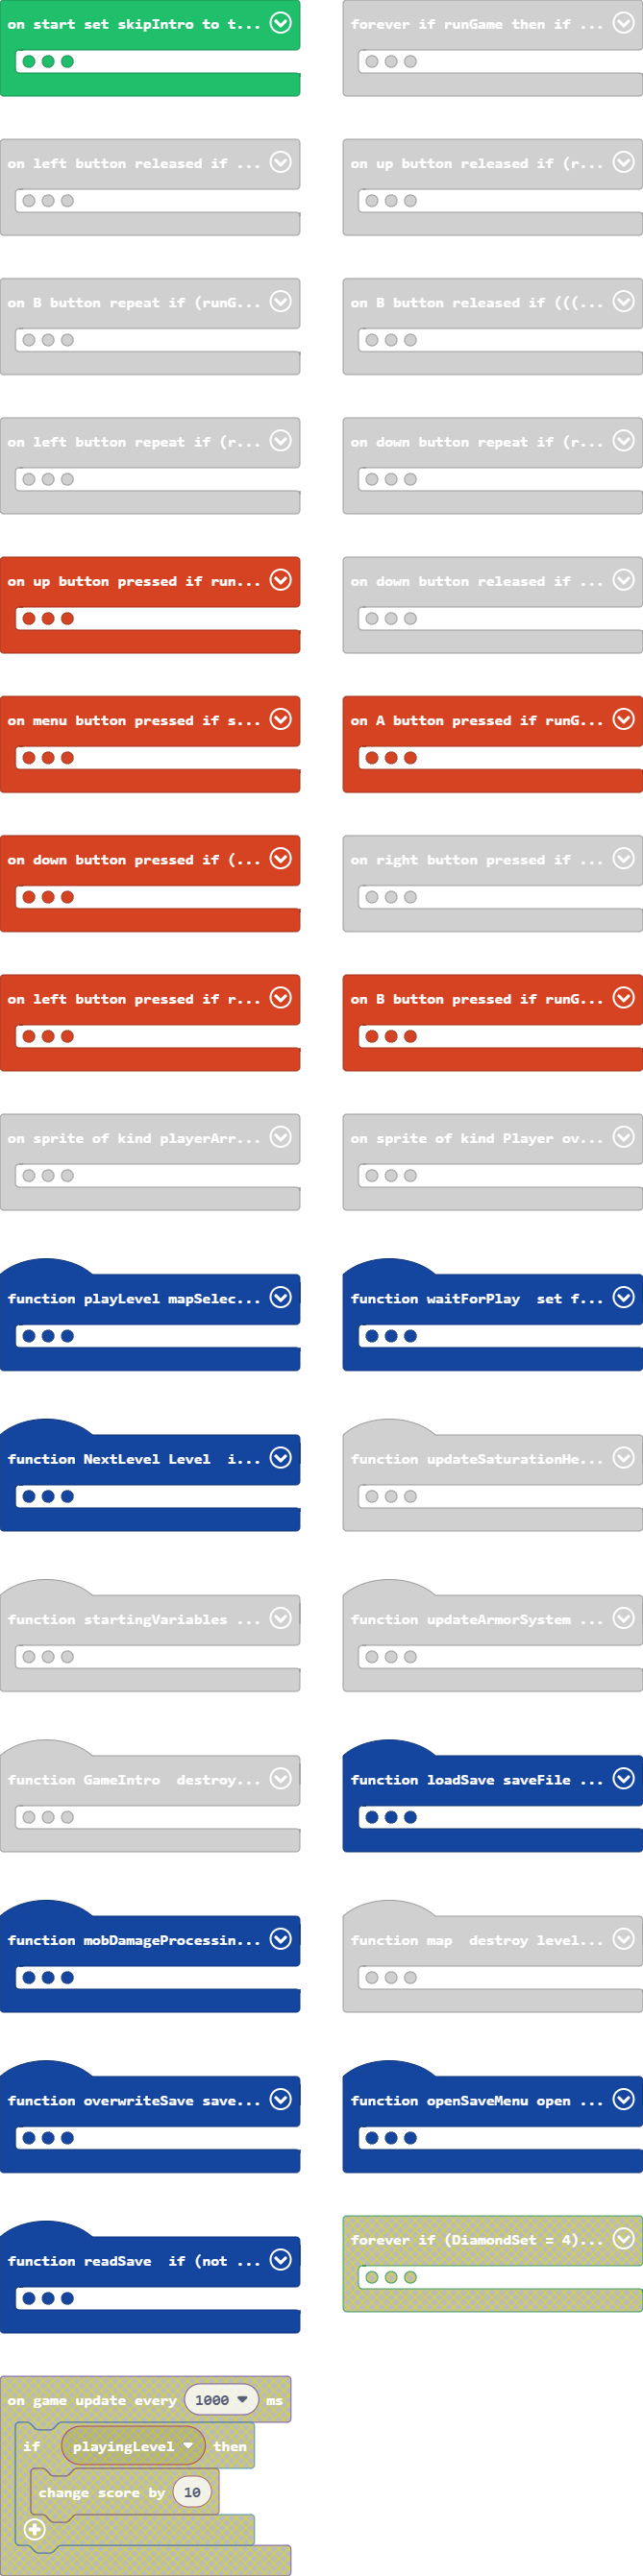 on start set skipIntro to t...
forever if runGame then if ...
on left button released if ...
on up button released if (r...
on B button repeat if (runG...
on B button released if (((...
on left button repeat if (r...
on down button repeat if (r...
on up button pressed if run...
on down button released if ...
on menu button pressed if s...
on A button pressed if runG...
on down button pressed if (...
on right button pressed if ...
on left button pressed if r...
on B button pressed if runG...
on sprite of kind playerArr...
on sprite of kind Player ov...
function playLevel mapSelec...
function waitForPlay set f...
function NextLevel Level i...
function updateSaturationHe...
function startingVariables ...
function updateArmorSystem ...
function GameIntro destroy...
function loadSave saveFile ...
function mobDamageProcessin...
function map destroy level...
function overwriteSave save...
function openSaveMenu open ...
function readSave if (not ...
forever if (DiamondSet = 4)...
on game update every 1000 ms
if playingLevel then
change score by 10